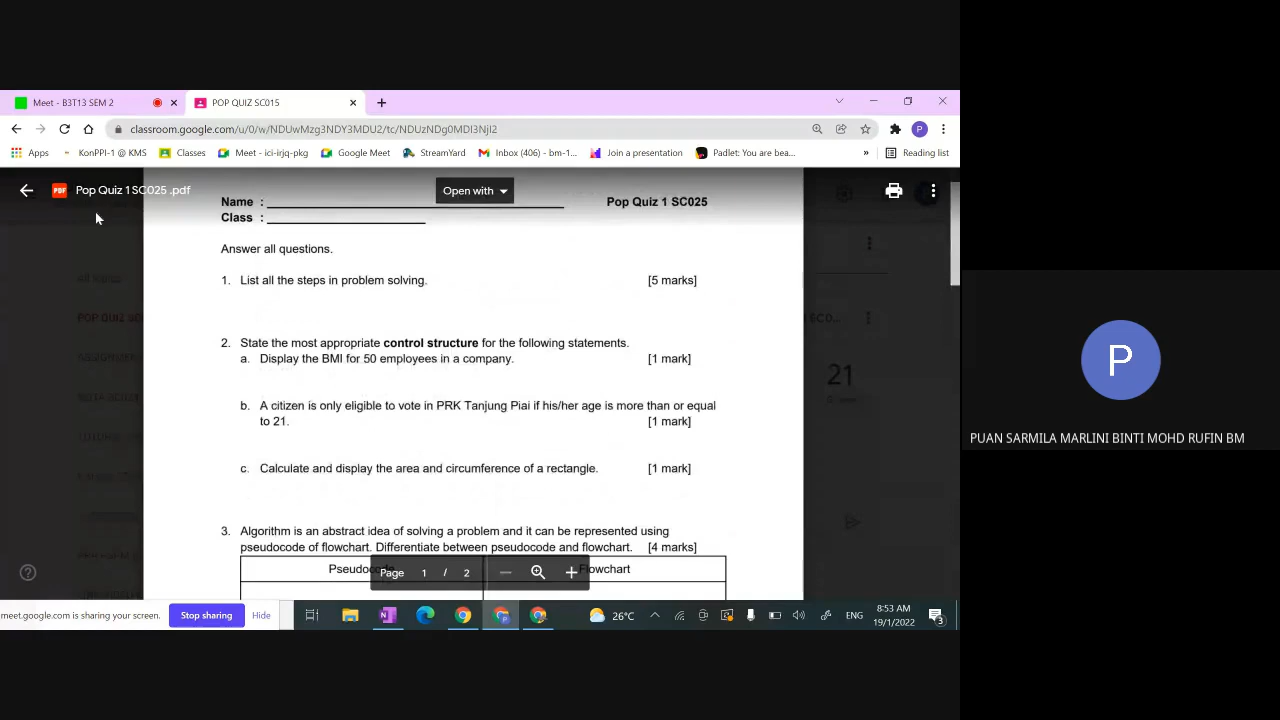 Meet - B3T13 SEM 2
POP QUIZ SC015
classroom.google.com/u/0/w/NDUwMzg3NDY3MDU2/tc/NDUzNDg0MDI3NjI2
Apps
KonPPI-1 @ KMS
Classes
Meet - ici-irjq-pkg
Google Meet
StreamYard
Inbox (406) - bm-1...
Join a presentation
Padlet: You are bea...
»
Reading list
PDF
Pop Quiz 1 SC025 .pdf
Open with
Name : Pop Quiz 1 SC025
Class :
Answer all questions.
1. List all the steps in problem solving. [5 marks]
2. State the most appropriate control structure for the following statements.
a. Display the BMI for 50 employees in a company. [1 mark]
b. A citizen is only eligible to vote in PRK Tanjung Piai if his/her age is more than or equal
to 21. [1 mark]
c. Calculate and display the area and circumference of a rectangle. [1 mark]
3. Algorithm is an abstract idea of solving a problem and it can be represented using
pseudocode of flowchart. Differentiate between pseudocode and flowchart. [4 marks]
Pseudocode Flowchart
Page 1 / 2
21
P
PUAN SARMILA MARLINI BINTI MOHD RUFIN BM
meet.google.com is sharing your screen.
Stop sharing
Hide
26°C
ENG
8:53 AM
19/1/2022
3